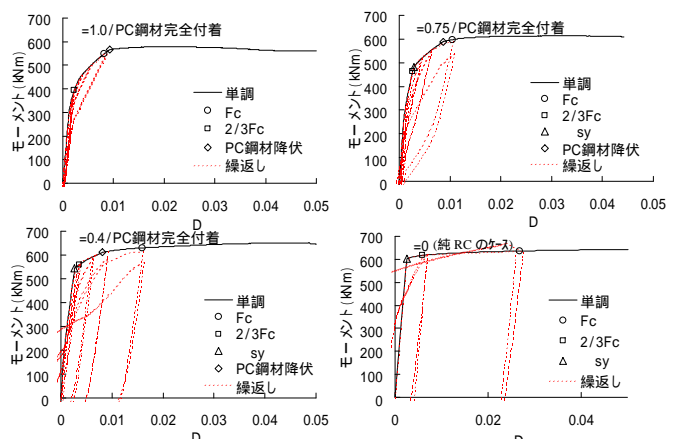 =1.0/PC鋼材完全付着
700
600
500
400
300
200
100
0
モーメント(kNm)
単調
Fc
2/3Fc
PC鋼材降伏
繰返し
0 0.01 0.02 0.03 0.04 0.05
D
=0.75/PC鋼材完全付着
700
600
500
400
300
200
100
0
モーメント(kNm)
単調
Fc
2/3Fc
sy
PC鋼材降伏
繰返し
0 0.01 0.02 0.03 0.04 0.05
D
=0.4/PC鋼材完全付着
700
600
500
400
300
200
100
0
モーメント(kNm)
単調
Fc
2/3Fc
sy
PC鋼材降伏
繰返し
0 0.01 0.02 0.03 0.04 0.05
D
=0 (純RCのケース)
700
600
500
400
300
200
100
0
モーメント(kNm)
単調
Fc
2/3Fc
sy
繰返し
0 0.02 0.04
D